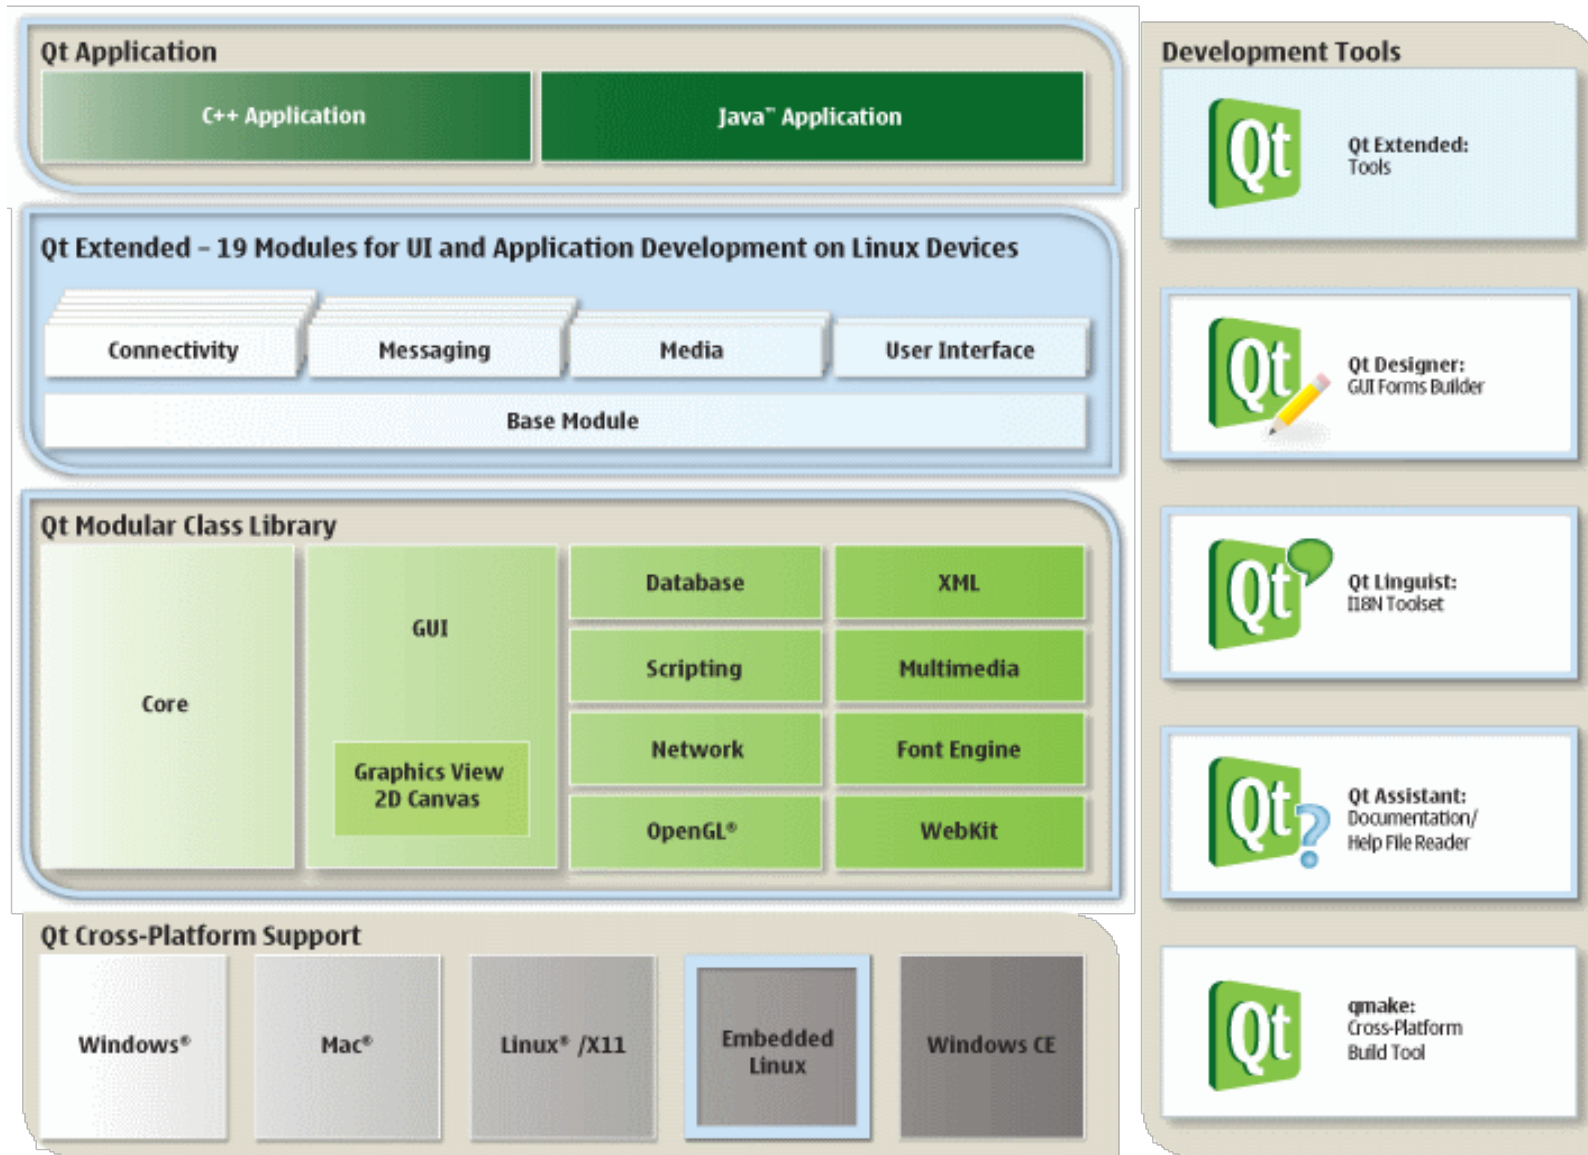 Qt Application
C++ Application
Java™ Application
Qt Extended – 19 Modules for UI and Application Development on Linux Devices
Connectivity
Messaging
Media
User Interface
Base Module
Qt Modular Class Library
Core
GUI
Graphics View
2D Canvas
Database
XML
Scripting
Multimedia
Network
Font Engine
OpenGL®
WebKit
Qt Cross-Platform Support
Windows®
Mac®
Linux® /X11
Embedded
Linux
Windows CE
Development Tools
Qt
Qt Extended:
Tools
Qt
Qt Designer:
GUI Forms Builder
Qt
Qt Linguist:
I18N Toolset
Qt
?
Qt Assistant:
Documentation/
Help File Reader
Qt
qmake:
Cross-Platform
Build Tool